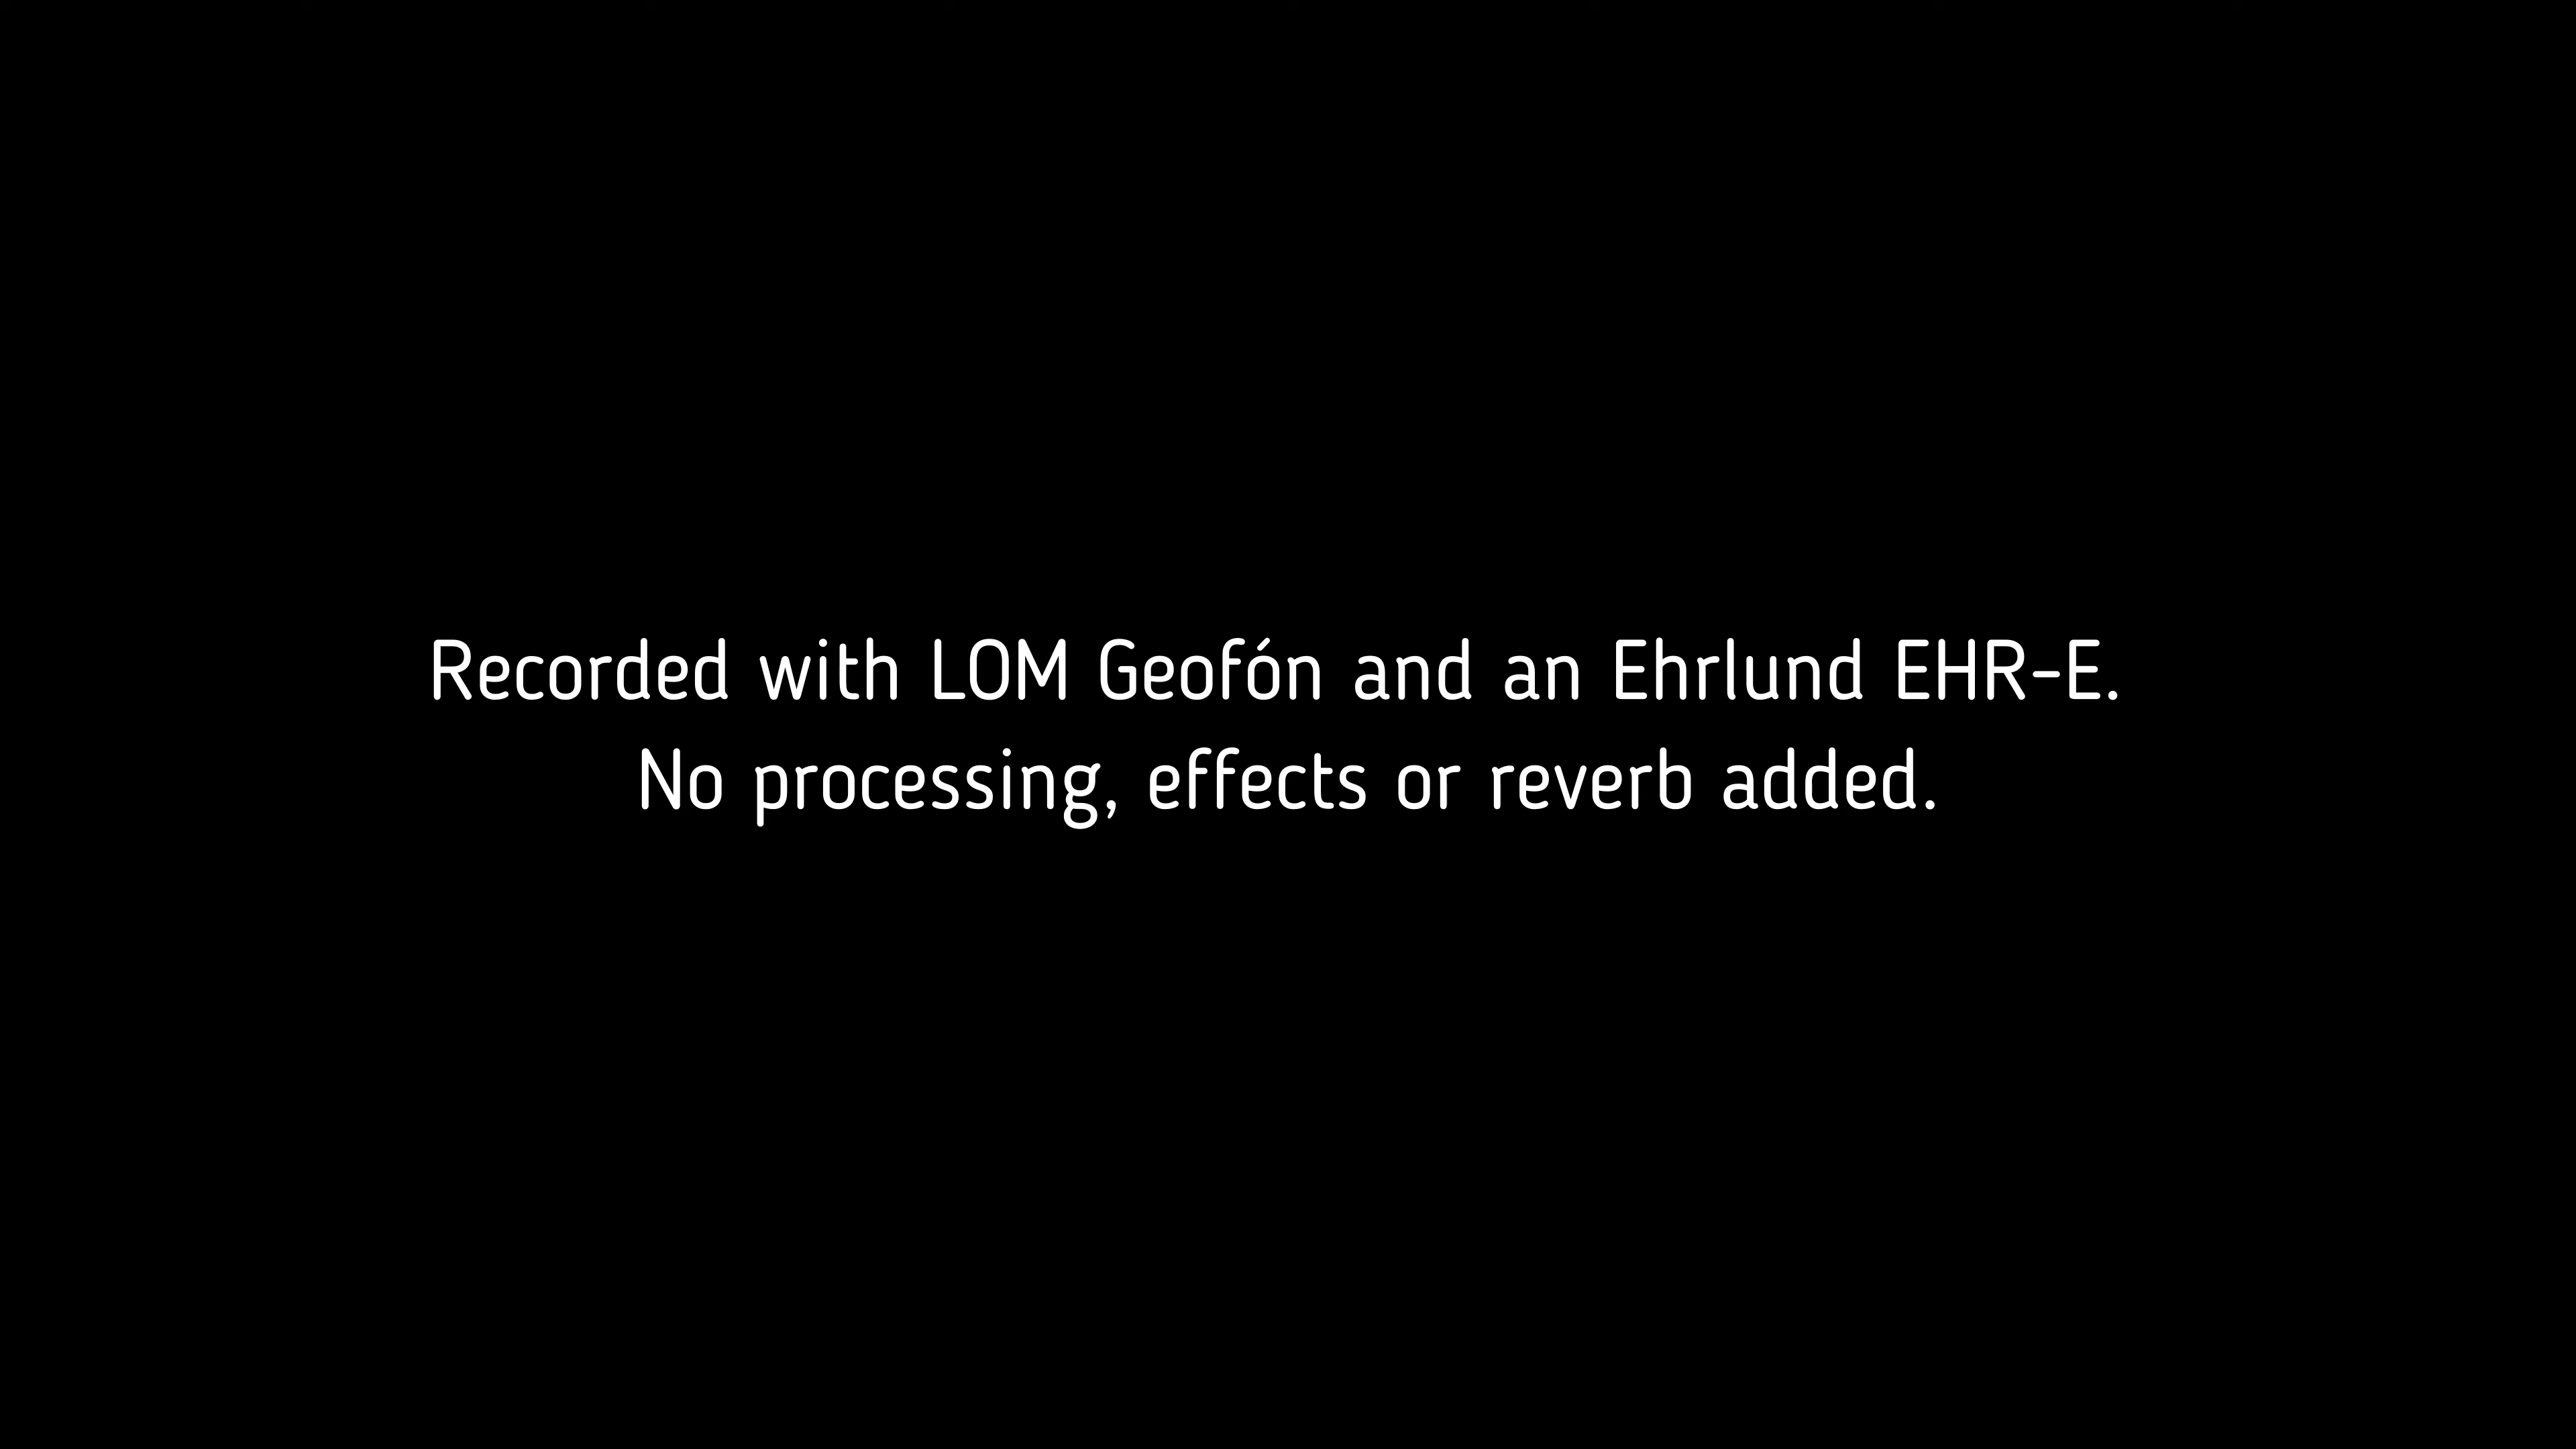 Recorded with LOM Geofón and an Ehrlund EHR-E.
No processing, effects or reverb added.